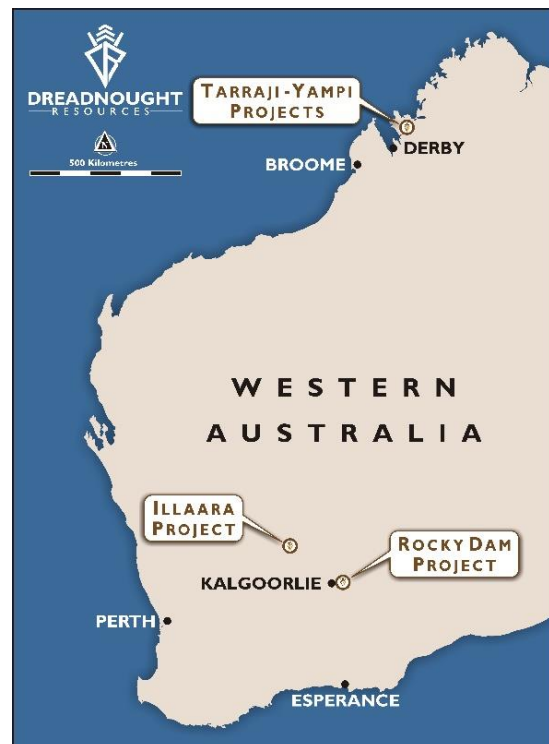 DREADNOUGHT
RESOURCES
500 Kilometres
TARRAJI-YAMPI
PROJECTS
DERBY
BROOME
WESTERN
AUSTRALIA
ILLAARA
PROJECT
ROCKY DAM
PROJECT
KALGOORLIE
PERTH
ESPERANCE